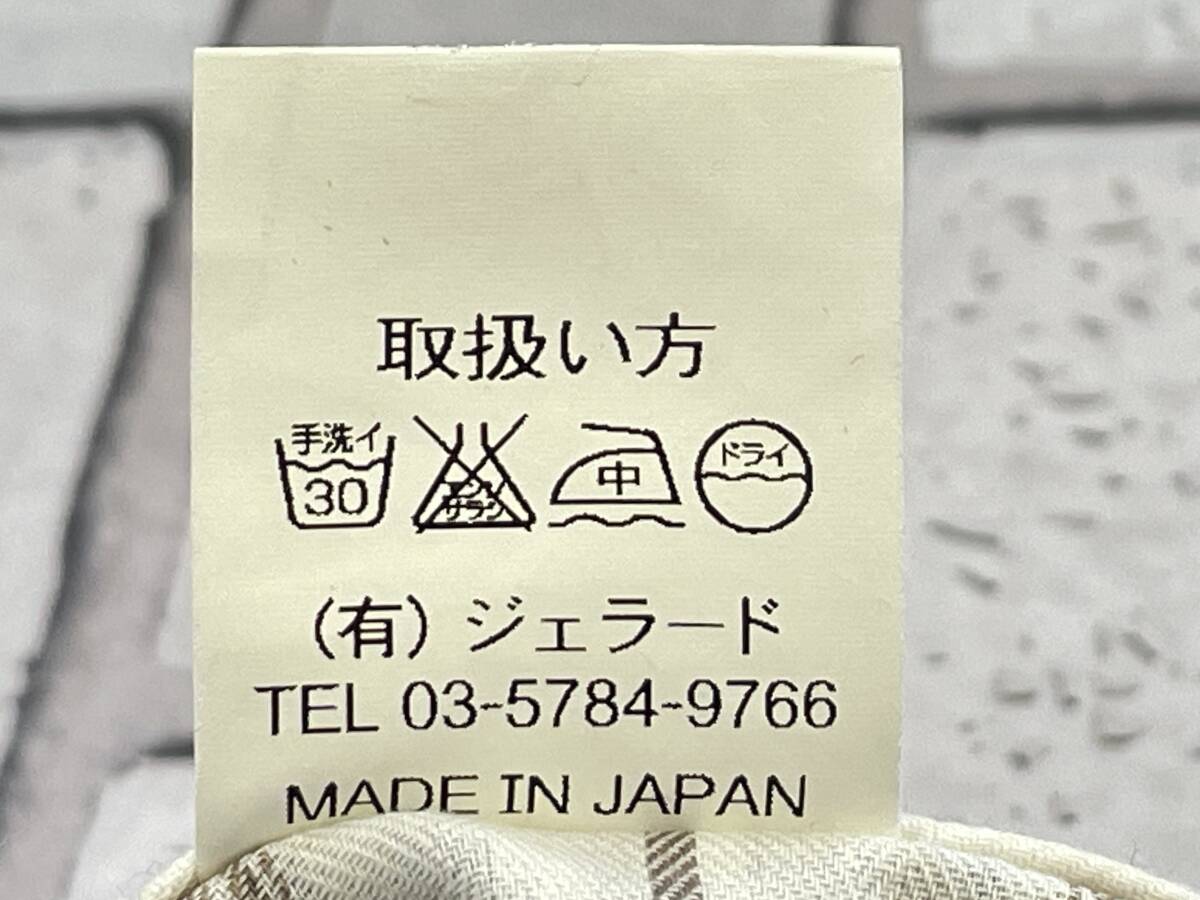 取扱い方
手洗イ 30 エンソ サラシ 中 ドライ
(有) ジェラード
TEL 03-5784-9766
MADE IN JAPAN